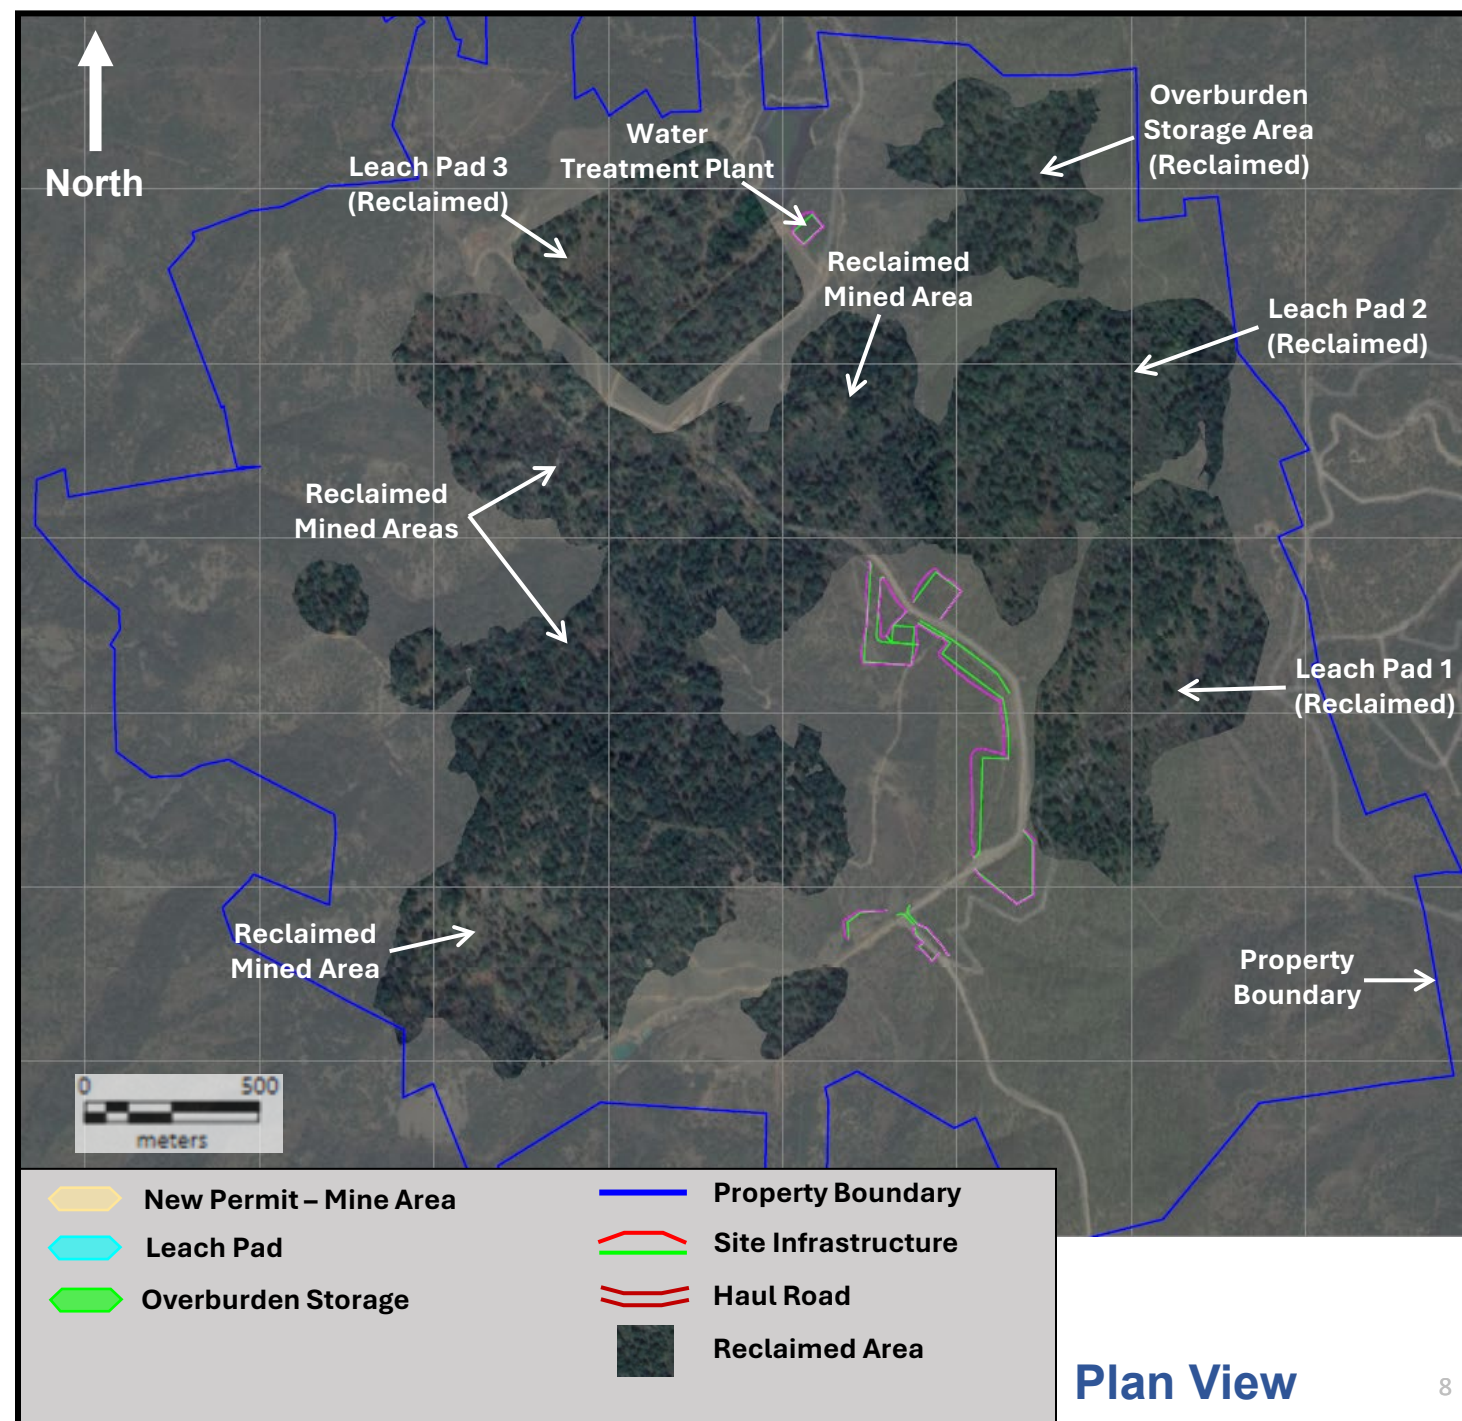 North
Overburden
Storage Area
(Reclaimed)
Water
Treatment Plant
Leach Pad 3
(Reclaimed)
Reclaimed
Mined Area
Leach Pad 2
(Reclaimed)
Reclaimed
Mined Areas
Leach Pad 1
(Reclaimed)
Reclaimed
Mined Area
Property
Boundary
0 500
meters
New Permit – Mine Area
Leach Pad
Overburden Storage
Property Boundary
Site Infrastructure
Haul Road
Reclaimed Area
Plan View
8